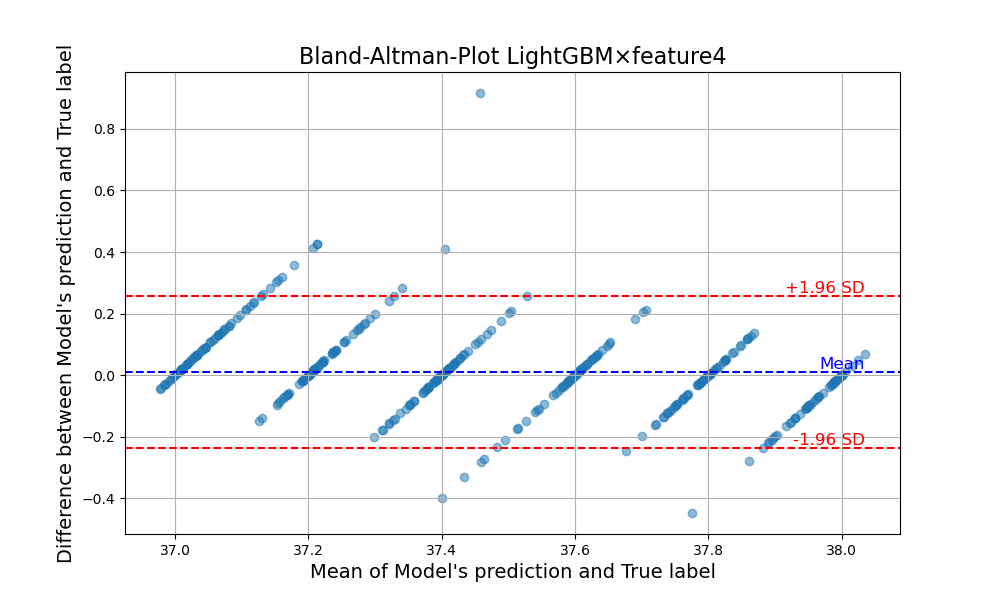 Bland-Altman-Plot LightGBM×feature4
Difference between Model's prediction and True label
0.8
0.6
0.4
0.2
0.0
−0.2
−0.4
+1.96 SD
Mean
-1.96 SD
37.0 37.2 37.4 37.6 37.8 38.0
Mean of Model's prediction and True label